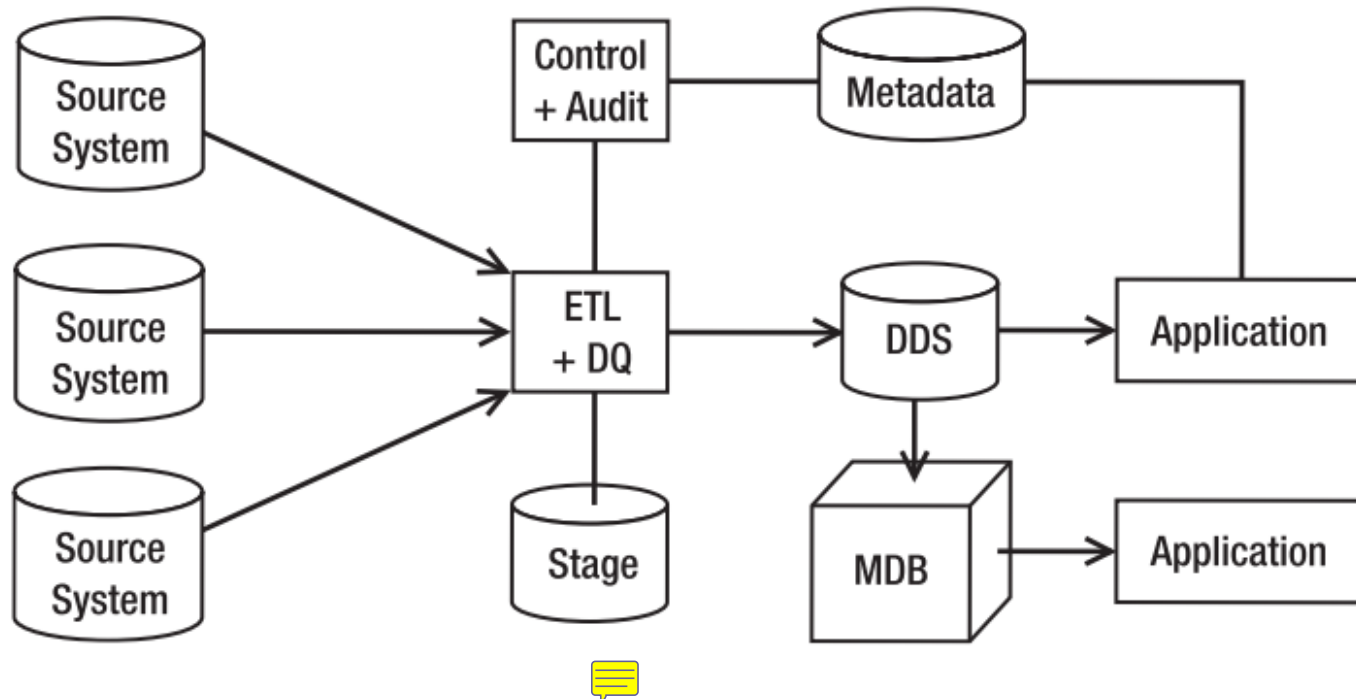 Source
System
Control
+ Audit
Metadata
Source
System
ETL
+ DQ
DDS
Application
Source
System
Stage
MDB
Application